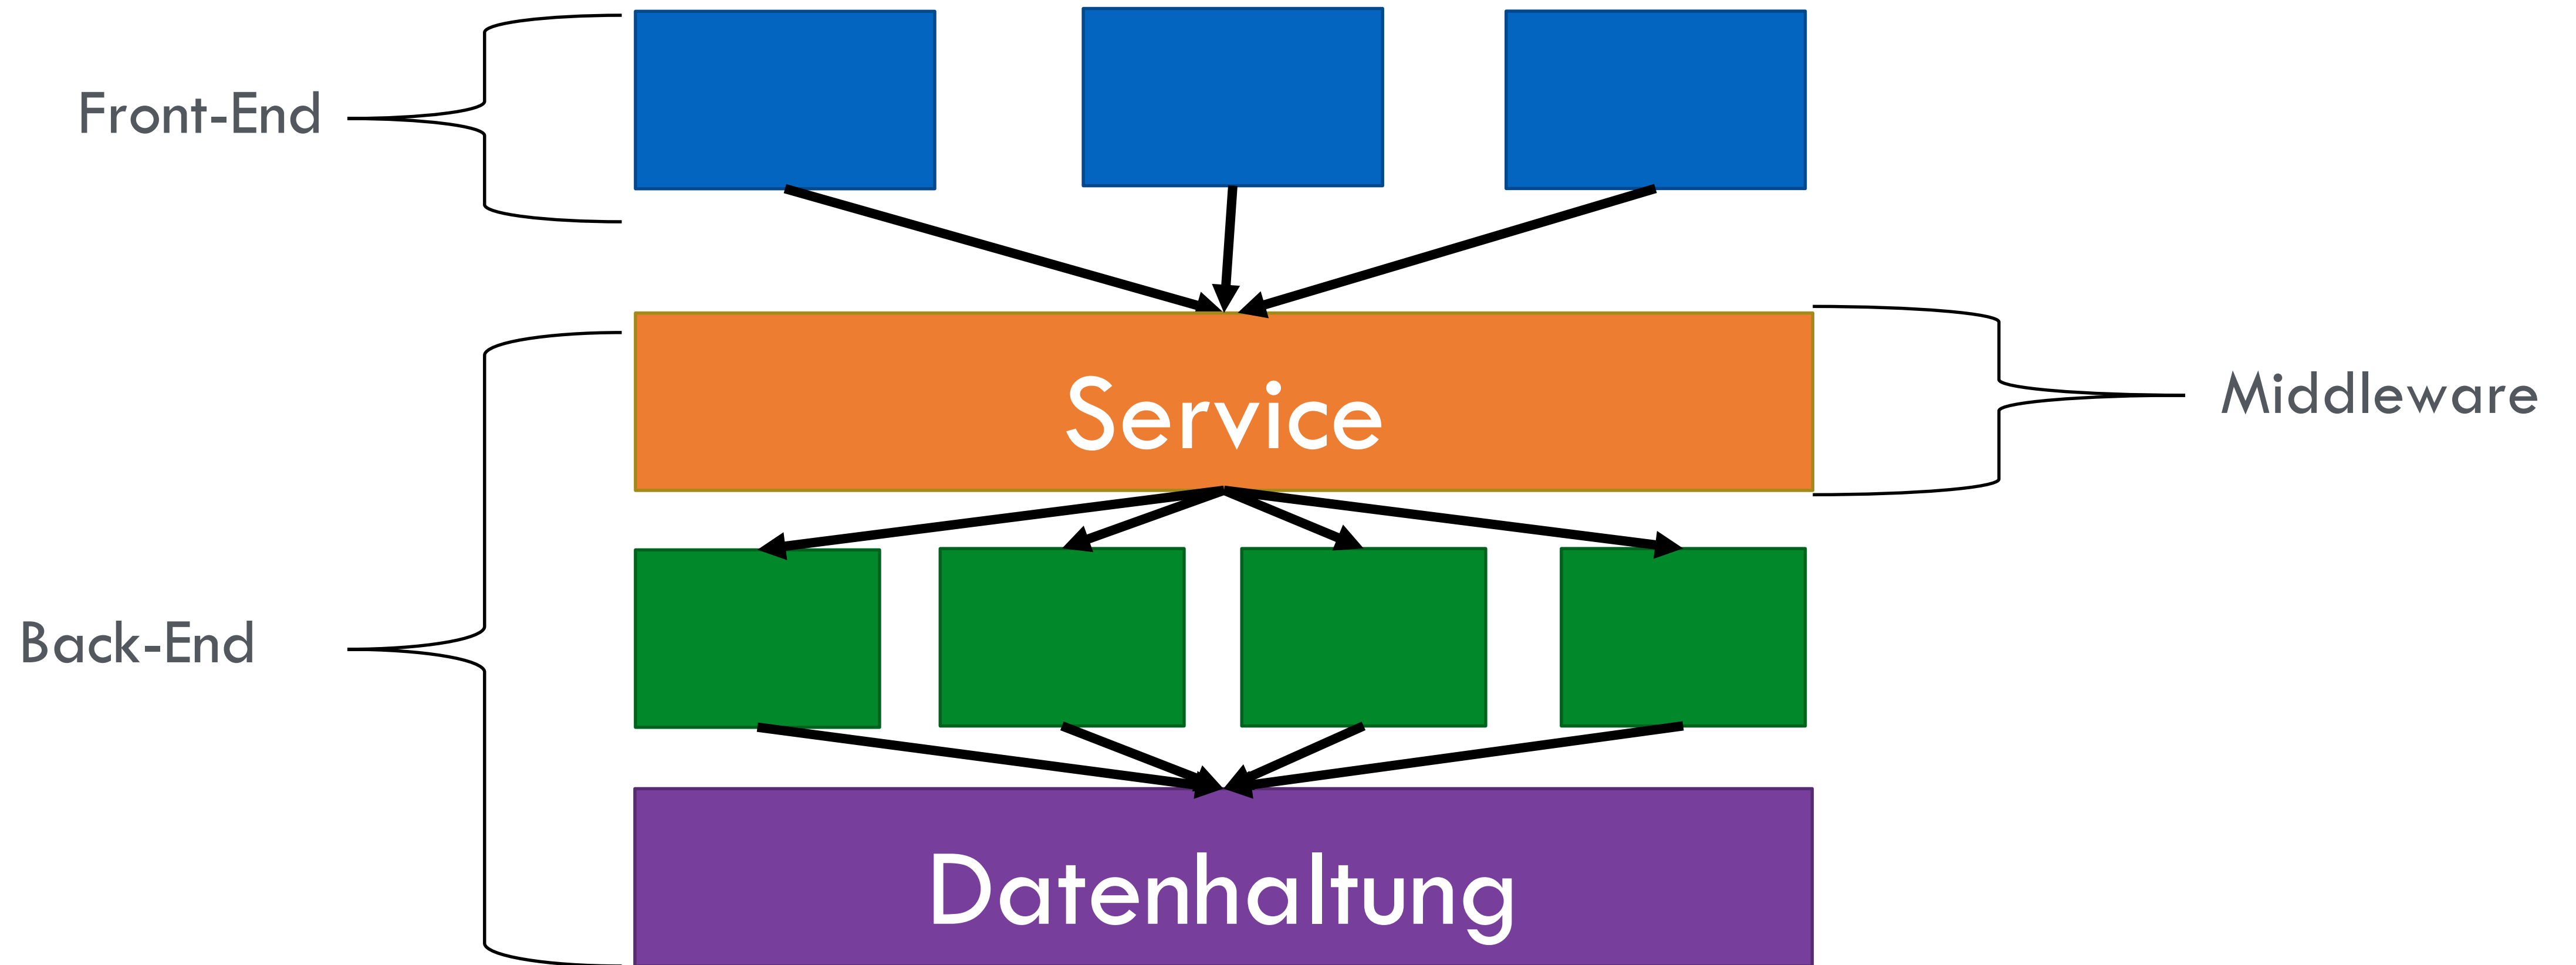 Front-End
Service
Middleware
Back-End
Datenhaltung